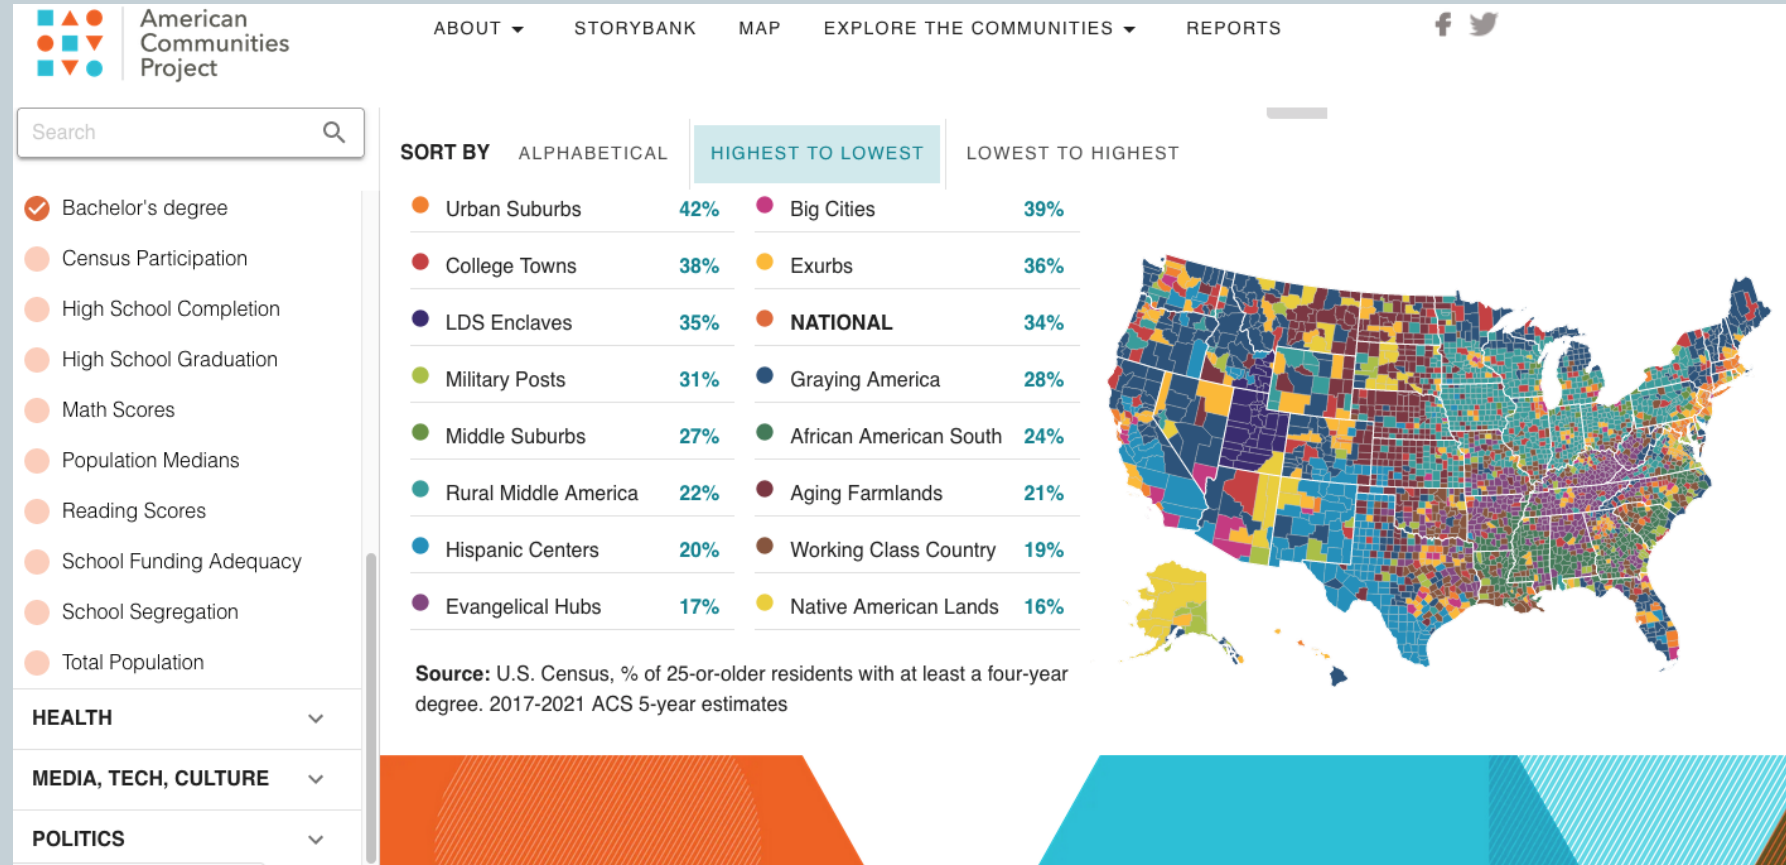 American
Communities
Project
ABOUT
STORYBANK
MAP
EXPLORE THE COMMUNITIES
REPORTS
Search
SORT BY
ALPHABETICAL
HIGHEST TO LOWEST
LOWEST TO HIGHEST
Bachelor's degree
Census Participation
High School Completion
High School Graduation
Math Scores
Population Medians
Reading Scores
School Funding Adequacy
School Segregation
Total Population
HEALTH
MEDIA, TECH, CULTURE
POLITICS
Urban Suburbs 42%
Big Cities 39%
College Towns 38%
Exurbs 36%
LDS Enclaves 35%
NATIONAL 34%
Military Posts 31%
Graying America 28%
Middle Suburbs 27%
African American South 24%
Rural Middle America 22%
Aging Farmlands 21%
Hispanic Centers 20%
Working Class Country 19%
Evangelical Hubs 17%
Native American Lands 16%
Source: U.S. Census, % of 25-or-older residents with at least a four-year
degree. 2017-2021 ACS 5-year estimates